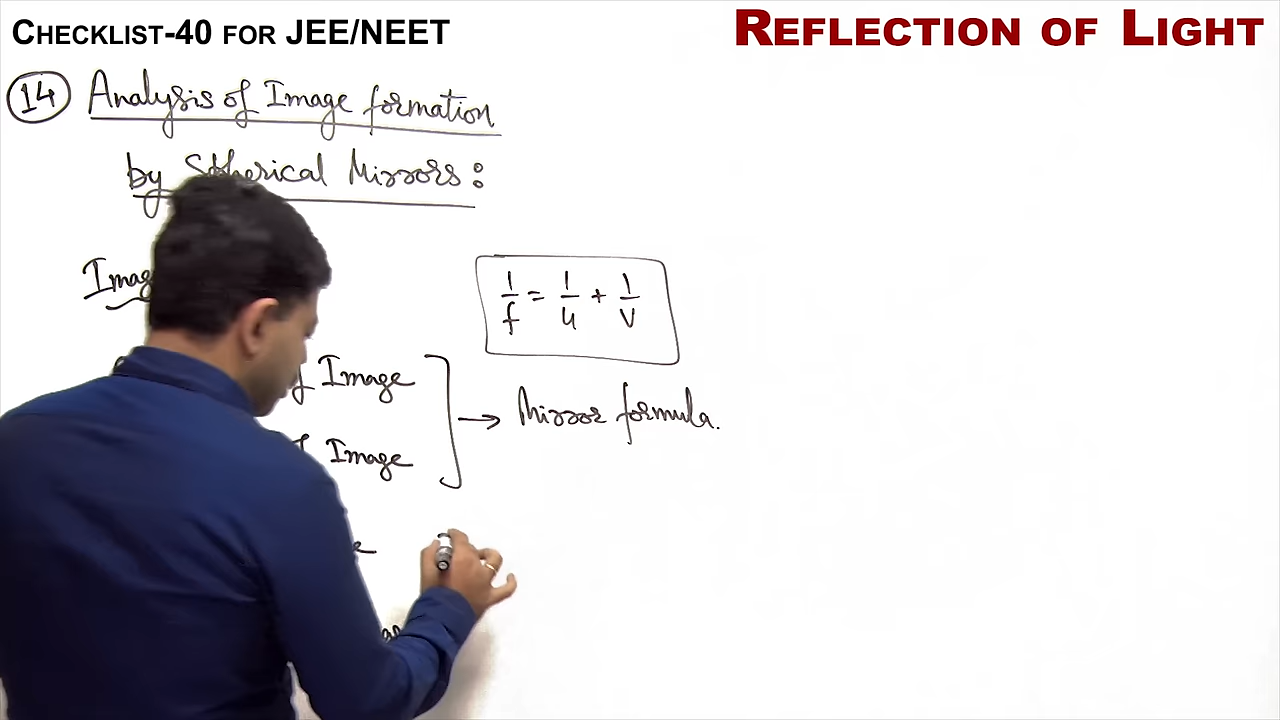 CHECKLIST-40 FOR JEE/NEET
REFLECTION OF LIGHT
14 Analysis of Image formation
by Spherical Mirrors:
1/f = 1/u + 1/v
Image
Image
Mirror formula.